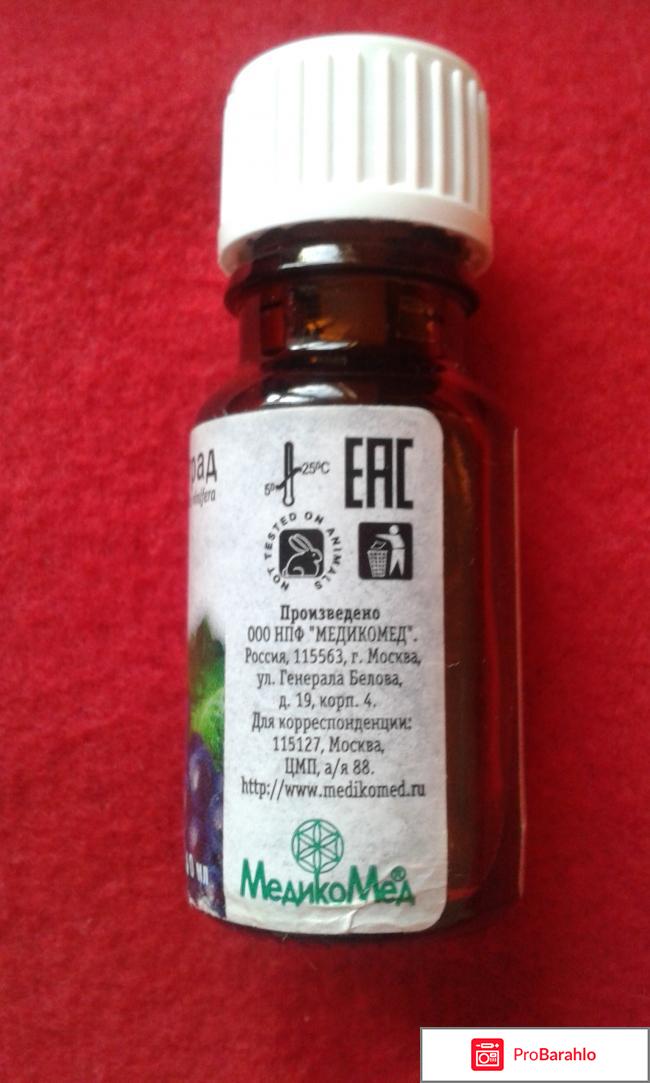 25°C
5°
EAC
NOT TESTED ON ANIMALS
Произведено
ООО НПФ "МЕДИКОМЕД".
Россия, 115563, г. Москва,
ул. Генерала Белова,
д. 19, корп. 4.
Для корреспонденции:
115127, Москва,
ЦМП, а/я 88.
http://www.medikomed.ru
МедикоМед®
ProBarahlo